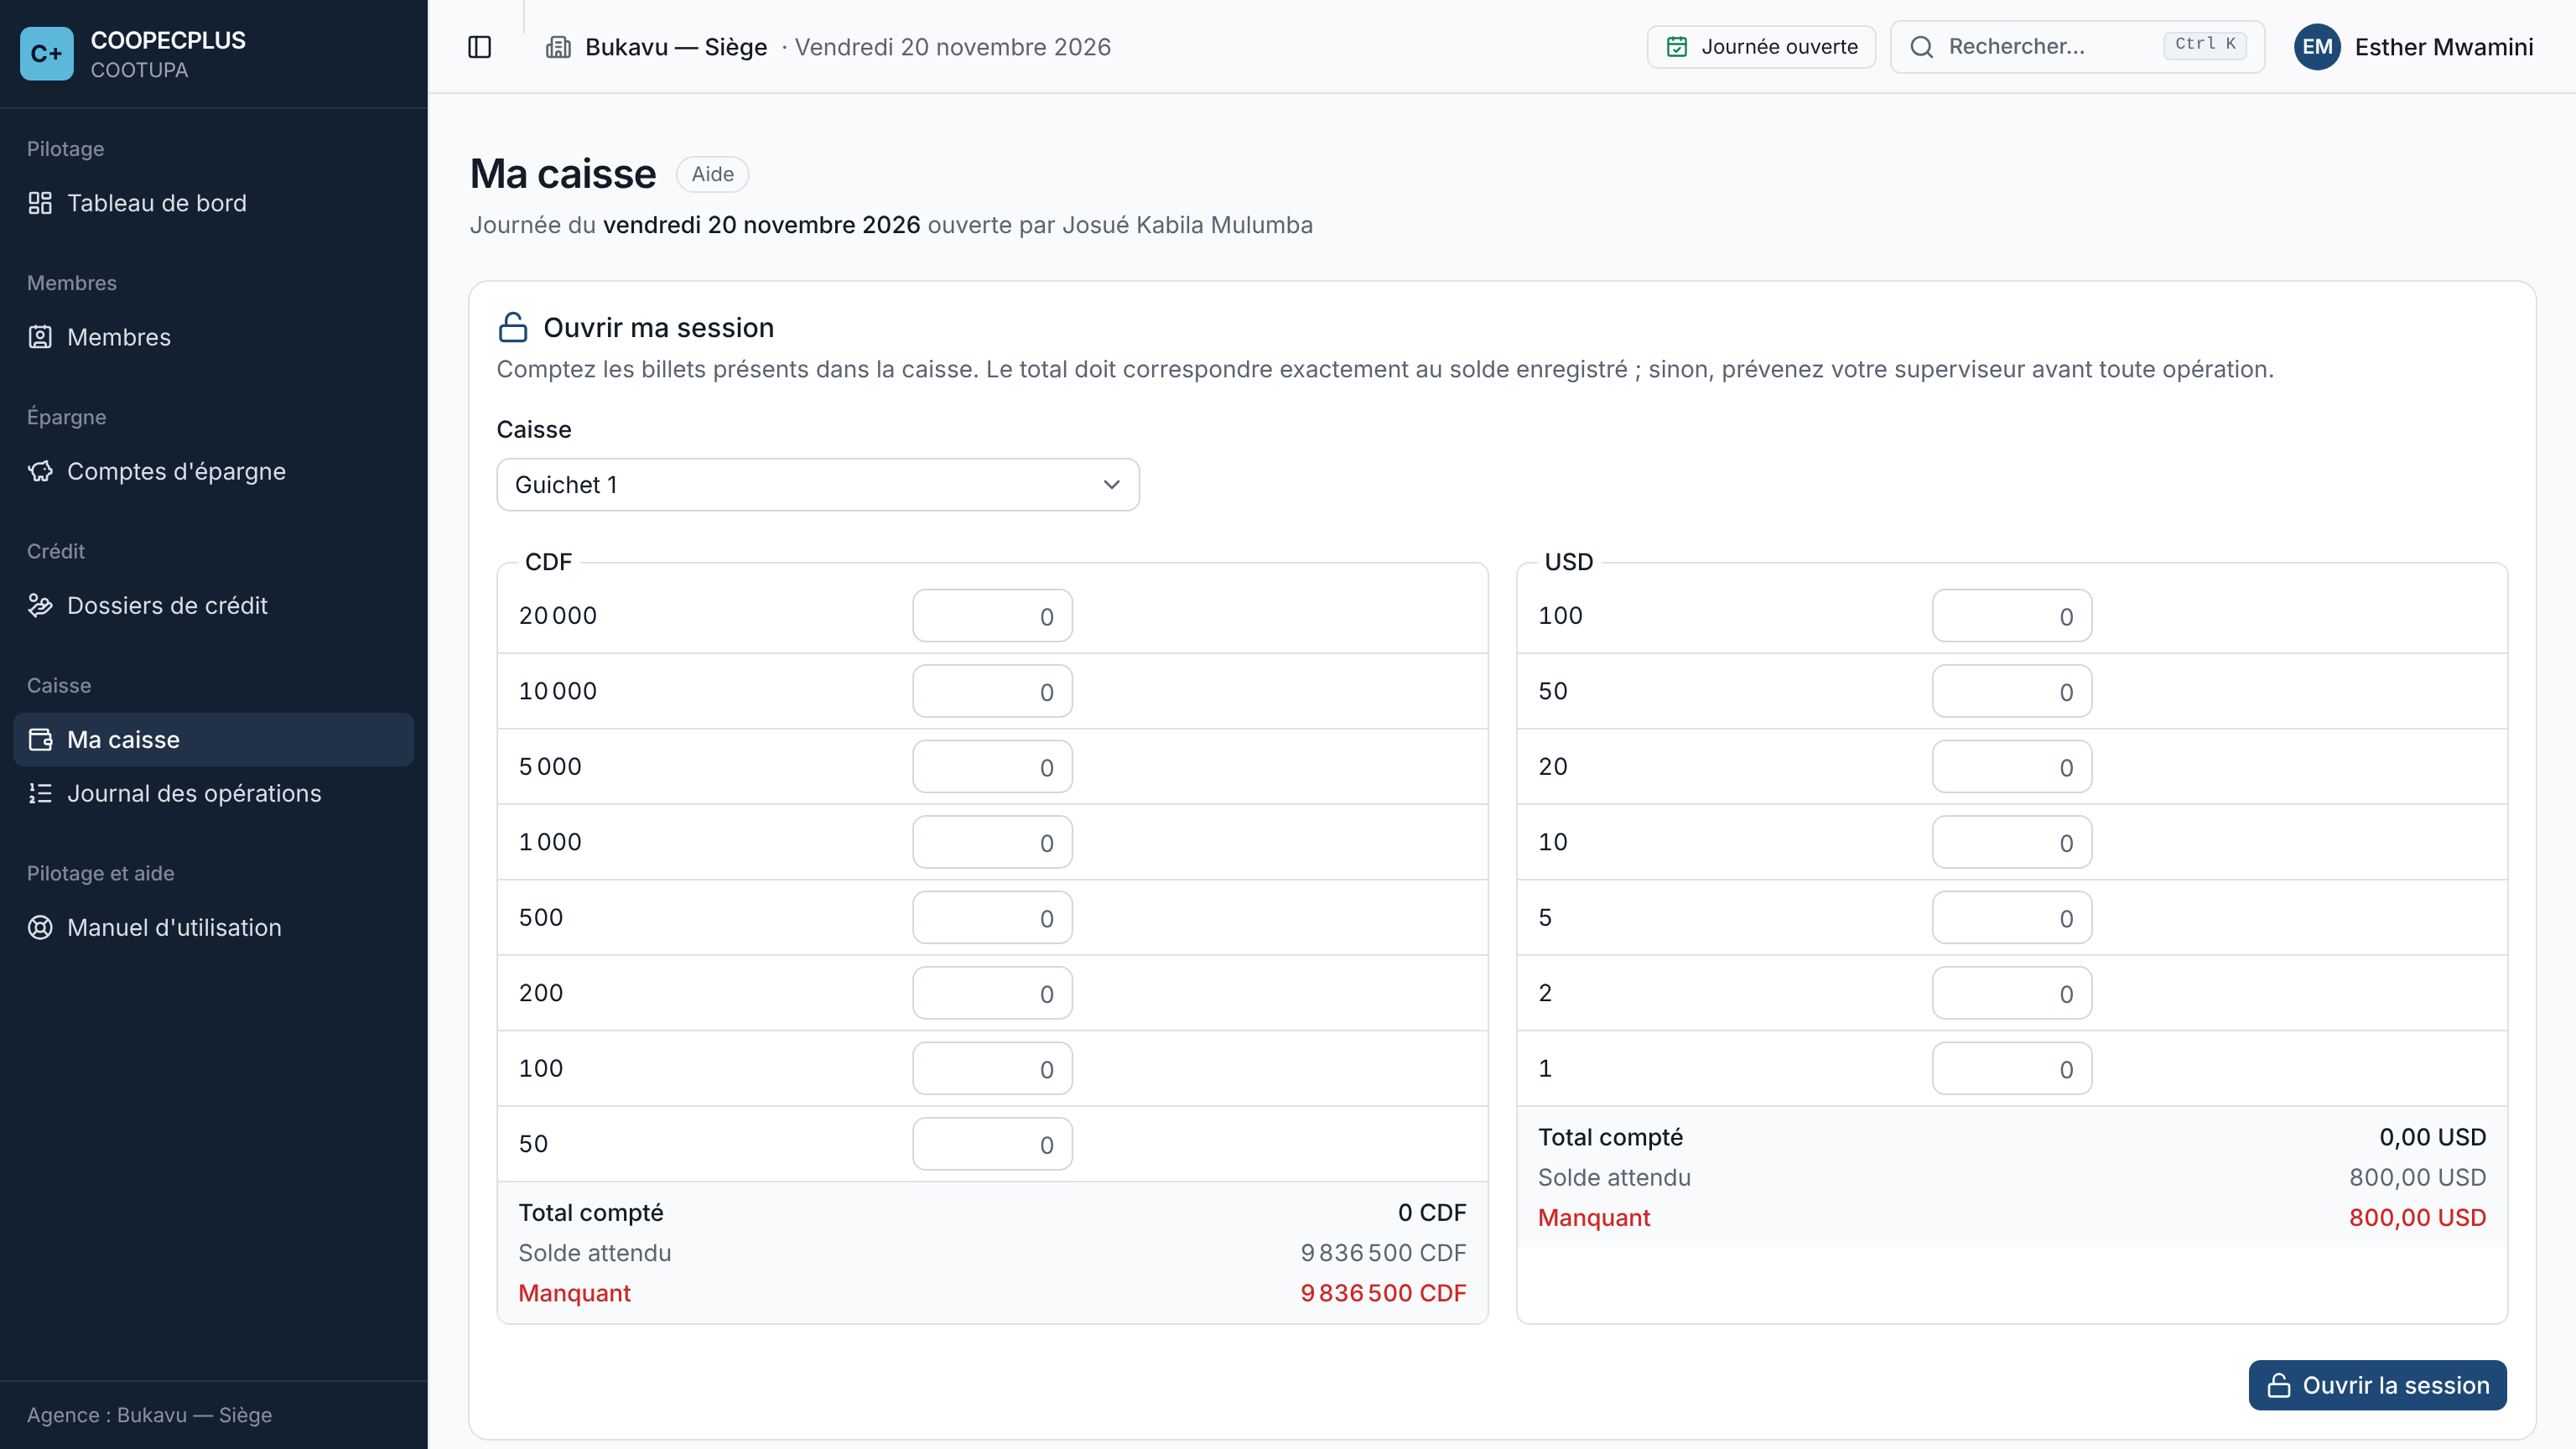 C+
COOPECPLUS
COOTUPA
Pilotage
Tableau de bord
Membres
Membres
Épargne
Comptes d'épargne
Crédit
Dossiers de crédit
Caisse
Ma caisse
Journal des opérations
Pilotage et aide
Manuel d'utilisation
Agence : Bukavu — Siège
Bukavu — Siège · Vendredi 20 novembre 2026
Journée ouverte
Rechercher... Ctrl K
EM Esther Mwamini
Ma caisse Aide
Journée du vendredi 20 novembre 2026 ouverte par Josué Kabila Mulumba
Ouvrir ma session
Comptez les billets présents dans la caisse. Le total doit correspondre exactement au solde enregistré ; sinon, prévenez votre superviseur avant toute opération.
Caisse
Guichet 1
CDF
20 000 0
10 000 0
5 000 0
1 000 0
500 0
200 0
100 0
50 0
Total compté 0 CDF
Solde attendu 9 836 500 CDF
Manquant 9 836 500 CDF
USD
100 0
50 0
20 0
10 0
5 0
2 0
1 0
Total compté 0,00 USD
Solde attendu 800,00 USD
Manquant 800,00 USD
Ouvrir la session